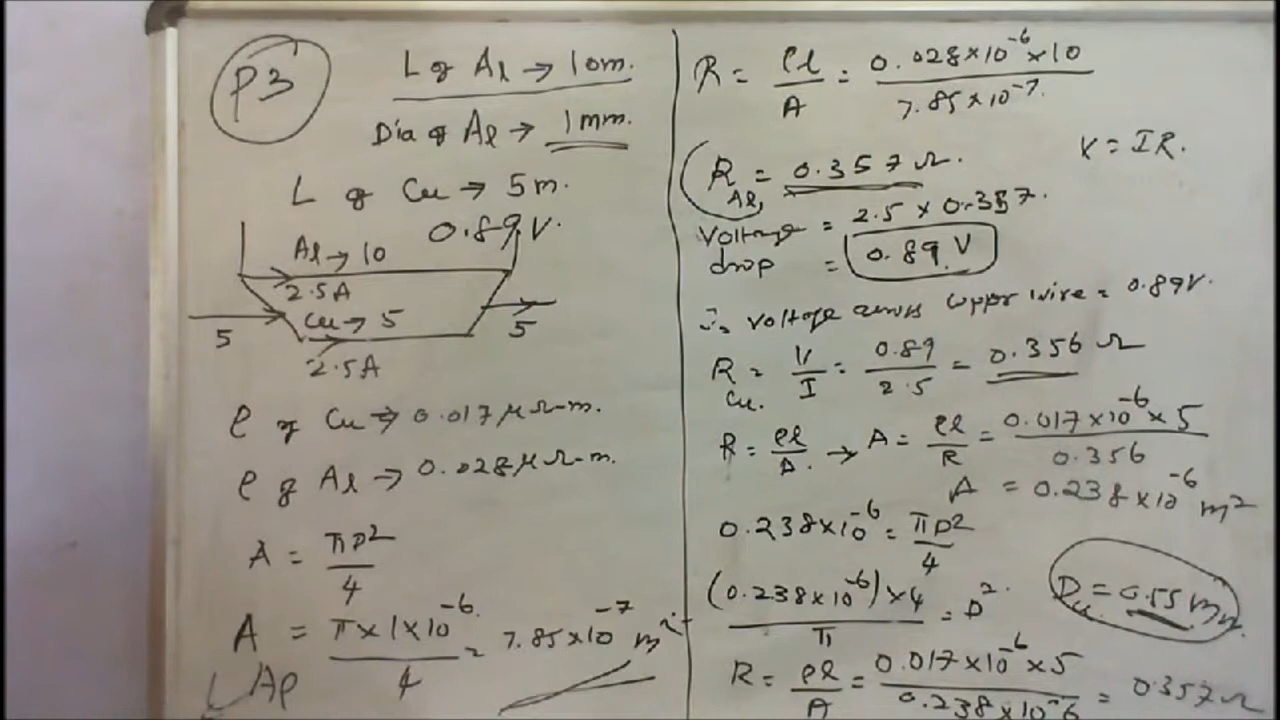 P3
L of Al → 10m.
Dia of Al → 1mm.
L of Cu → 5m.
0.89V.
Al → 10
2.5A
Cu → 5
5
5
2.5A
ρ of Cu → 0.017 μΩ-m.
ρ of Al → 0.028 μΩ-m.
A = πD²/4
A = π×1×10⁻⁶/4 = 7.85×10⁻⁷ m²
R = ρl/A = 0.028×10⁻⁶×10/7.85×10⁻⁷.
V = IR.
R_Al = 0.357Ω.
Voltage drop = 2.5 × 0.357.
= 0.89 V
∴ Voltage across copper wire = 0.89V.
R_Cu. = V/I = 0.89/2.5 = 0.356 Ω
R = ρl/A. → A = ρl/R = 0.017×10⁻⁶×5/0.356
A = 0.238×10⁻⁶ m²
0.238×10⁻⁶ = πD²/4
(0.238×10⁻⁶)×4/π = D²
D_Cu = 0.55mm.
R = ρl/A = 0.017×10⁻⁶×5/0.238×10⁻⁶ = 0.357Ω